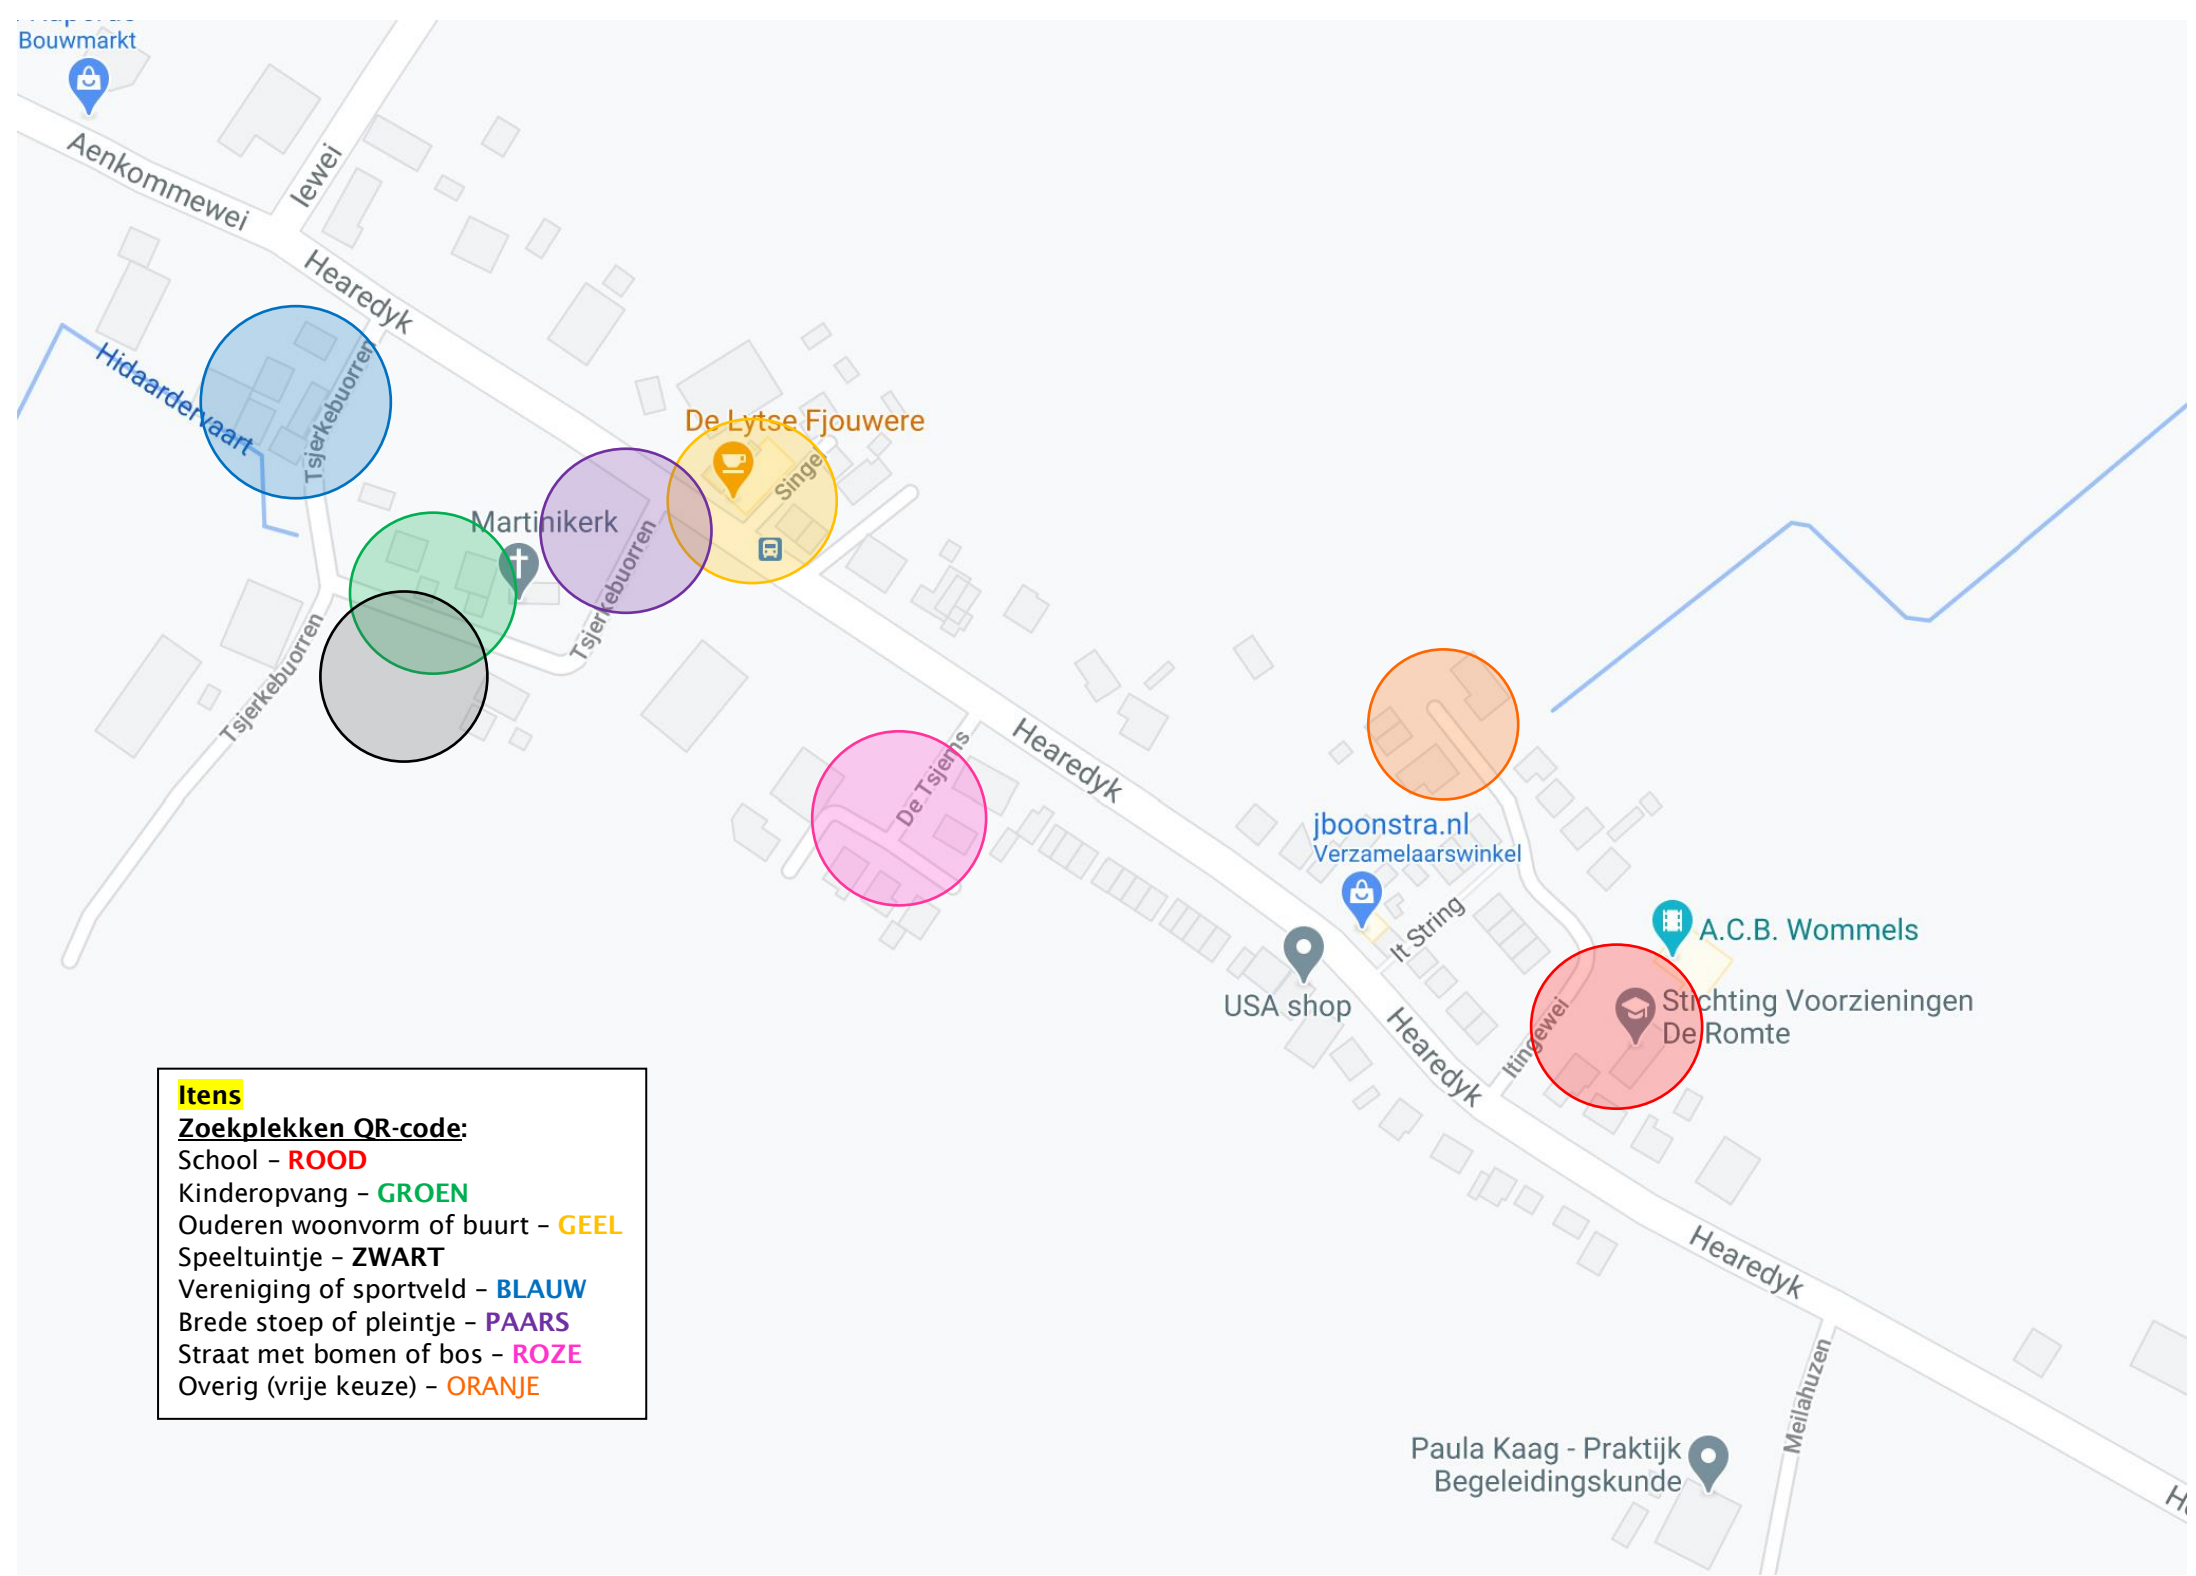 Bouwmarkt
Aenkommewei
Iewei
Hearedyk
Hidaardervaart
Tsjerkebuorren
De Lytse Fjouwere
Singel
Martinikerk
Tsjerkebuorren
Tsjerkebuorren
De Tsjems
Hearedyk
jboonstra.nl
Verzamelaarswinkel
It String
A.C.B. Wommels
USA shop
Stichting Voorzieningen
De Romte
Itingewei
Hearedyk
Hearedyk
Meilahuzen
Paula Kaag - Praktijk
Begeleidingskunde
Itens
Zoekplekken QR-code:
School – ROOD
Kinderopvang – GROEN
Ouderen woonvorm of buurt – GEEL
Speeltuintje – ZWART
Vereniging of sportveld – BLAUW
Brede stoep of pleintje – PAARS
Straat met bomen of bos – ROZE
Overig (vrije keuze) – ORANJE